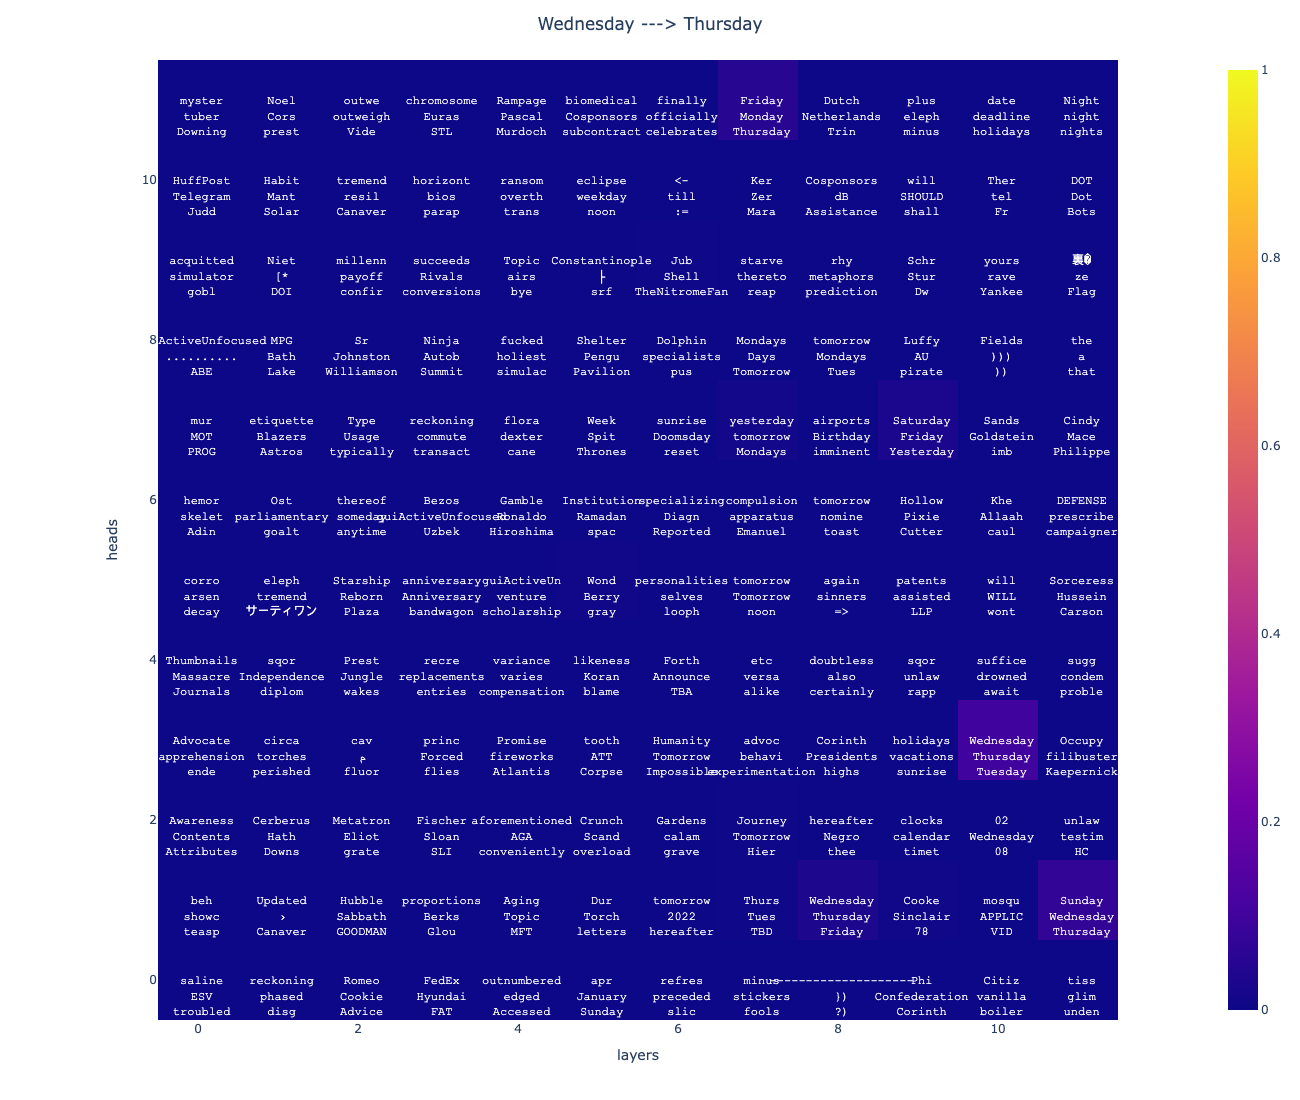 Wednesday ---> Thursday
1
myster Noel outwe chromosome Rampage biomedical finally Friday Dutch plus date Night
tuber Cors outweigh Euras Pascal Cosponsors officially Monday Netherlands eleph deadline night
Downing prest Vide STL Murdoch subcontract celebrates Thursday Trin minus holidays nights
10 HuffPost Habit tremend horizont ransom eclipse <- Ker Cosponsors will Ther DOT
Telegram Mant resil bios overth weekday till Zer dB SHOULD tel Dot
Judd Solar Canaver parap trans noon := Mara Assistance shall Fr Bots
0.8
acquitted Niet millenn succeeds Topic Constantinople Jub starve rhy Schr yours 裏�
simulator [* payoff Rivals airs ├ Shell thereto metaphors Stur rave ze
gobl DOI confir conversions bye srf TheNitromeFan reap prediction Dw Yankee Flag
8 ActiveUnfocused MPG Sr Ninja fucked Shelter Dolphin Mondays tomorrow Luffy Fields the
.......... Bath Johnston Autob holiest Pengu specialists Days Mondays AU ))) a
ABE Lake Williamson Summit simulac Pavilion pus Tomorrow Tues pirate )) that
mur etiquette Type reckoning flora Week sunrise yesterday airports Saturday Sands Cindy
MOT Blazers Usage commute dexter Spit Doomsday tomorrow Birthday Friday Goldstein Mace
0.6
PROG Astros typically transact cane Thrones reset Mondays imminent Yesterday imb Philippe
6 hemor Ost thereof Bezos Gamble Institution specializing compulsion tomorrow Hollow Khe DEFENSE
skelet parliamentary someday guiActiveUnfocused Ronaldo Ramadan Diagn apparatus nomine Pixie Allaah prescribe
Adin goalt anytime Uzbek Hiroshima spac Reported Emanuel toast Cutter caul campaigner
heads
corro eleph Starship anniversary guiActiveUn Wond personalities tomorrow again patents will Sorceress
arsen tremend Reborn Anniversary venture Berry selves Tomorrow sinners assisted WILL Hussein
decay サーティワン Plaza bandwagon scholarship gray looph noon => LLP wont Carson
0.4
4 Thumbnails sqor Prest recre variance likeness Forth etc doubtless sqor suffice sugg
Massacre Independence Jungle replacements varies Koran Announce versa also unlaw drowned condem
Journals diplom wakes entries compensation blame TBA alike certainly rapp await proble
Advocate circa cav princ Promise tooth Humanity advoc Corinth holidays Wednesday Occupy
apprehension torches Forced fireworks ATT Tomorrow behavi Presidents vacations Thursday filibuster
ende perished fluor flies Atlantis Corpse Impossible experimentation highs sunrise Tuesday Kaepernick
2 Awareness Cerberus Metatron Fischer aforementioned Crunch Gardens Journey hereafter clocks 02 unlaw
0.2
Contents Hath Eliot Sloan AGA Scand calam Tomorrow Negro calendar Wednesday testim
Attributes Downs grate SLI conveniently overload grave Hier thee timet 08 HC
beh Updated Hubble proportions Aging Dur tomorrow Thurs Wednesday Cooke mosqu Sunday
showc › Sabbath Berks Topic Torch 2022 Tues Thursday Sinclair APPLIC Wednesday
teasp Canaver GOODMAN Glou MFT letters hereafter TBD Friday 78 VID Thursday
0 saline reckoning Romeo FedEx outnumbered apr refres minus -------------------- Phi Citiz tiss
ESV phased Cookie Hyundai edged January preceded stickers )) Confederation vanilla glim
troubled disg Advice FAT Accessed Sunday slic fools ?) Corinth boiler unden
0
0 2 4 6 8 10
layers